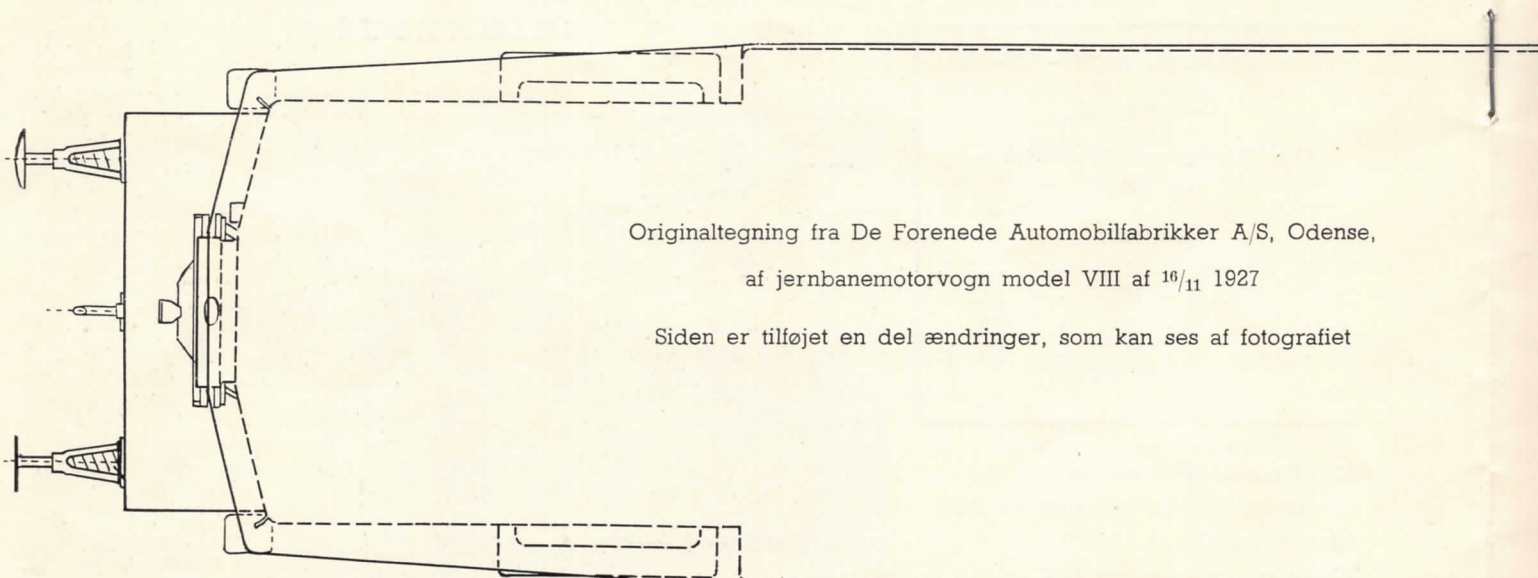 Originaltegning fra De Forenede Automobilfabrikker A/S, Odense,
af jernbanemotorvogn model VIII af 16/11 1927
Siden er tilføjet en del ændringer, som kan ses af fotografiet